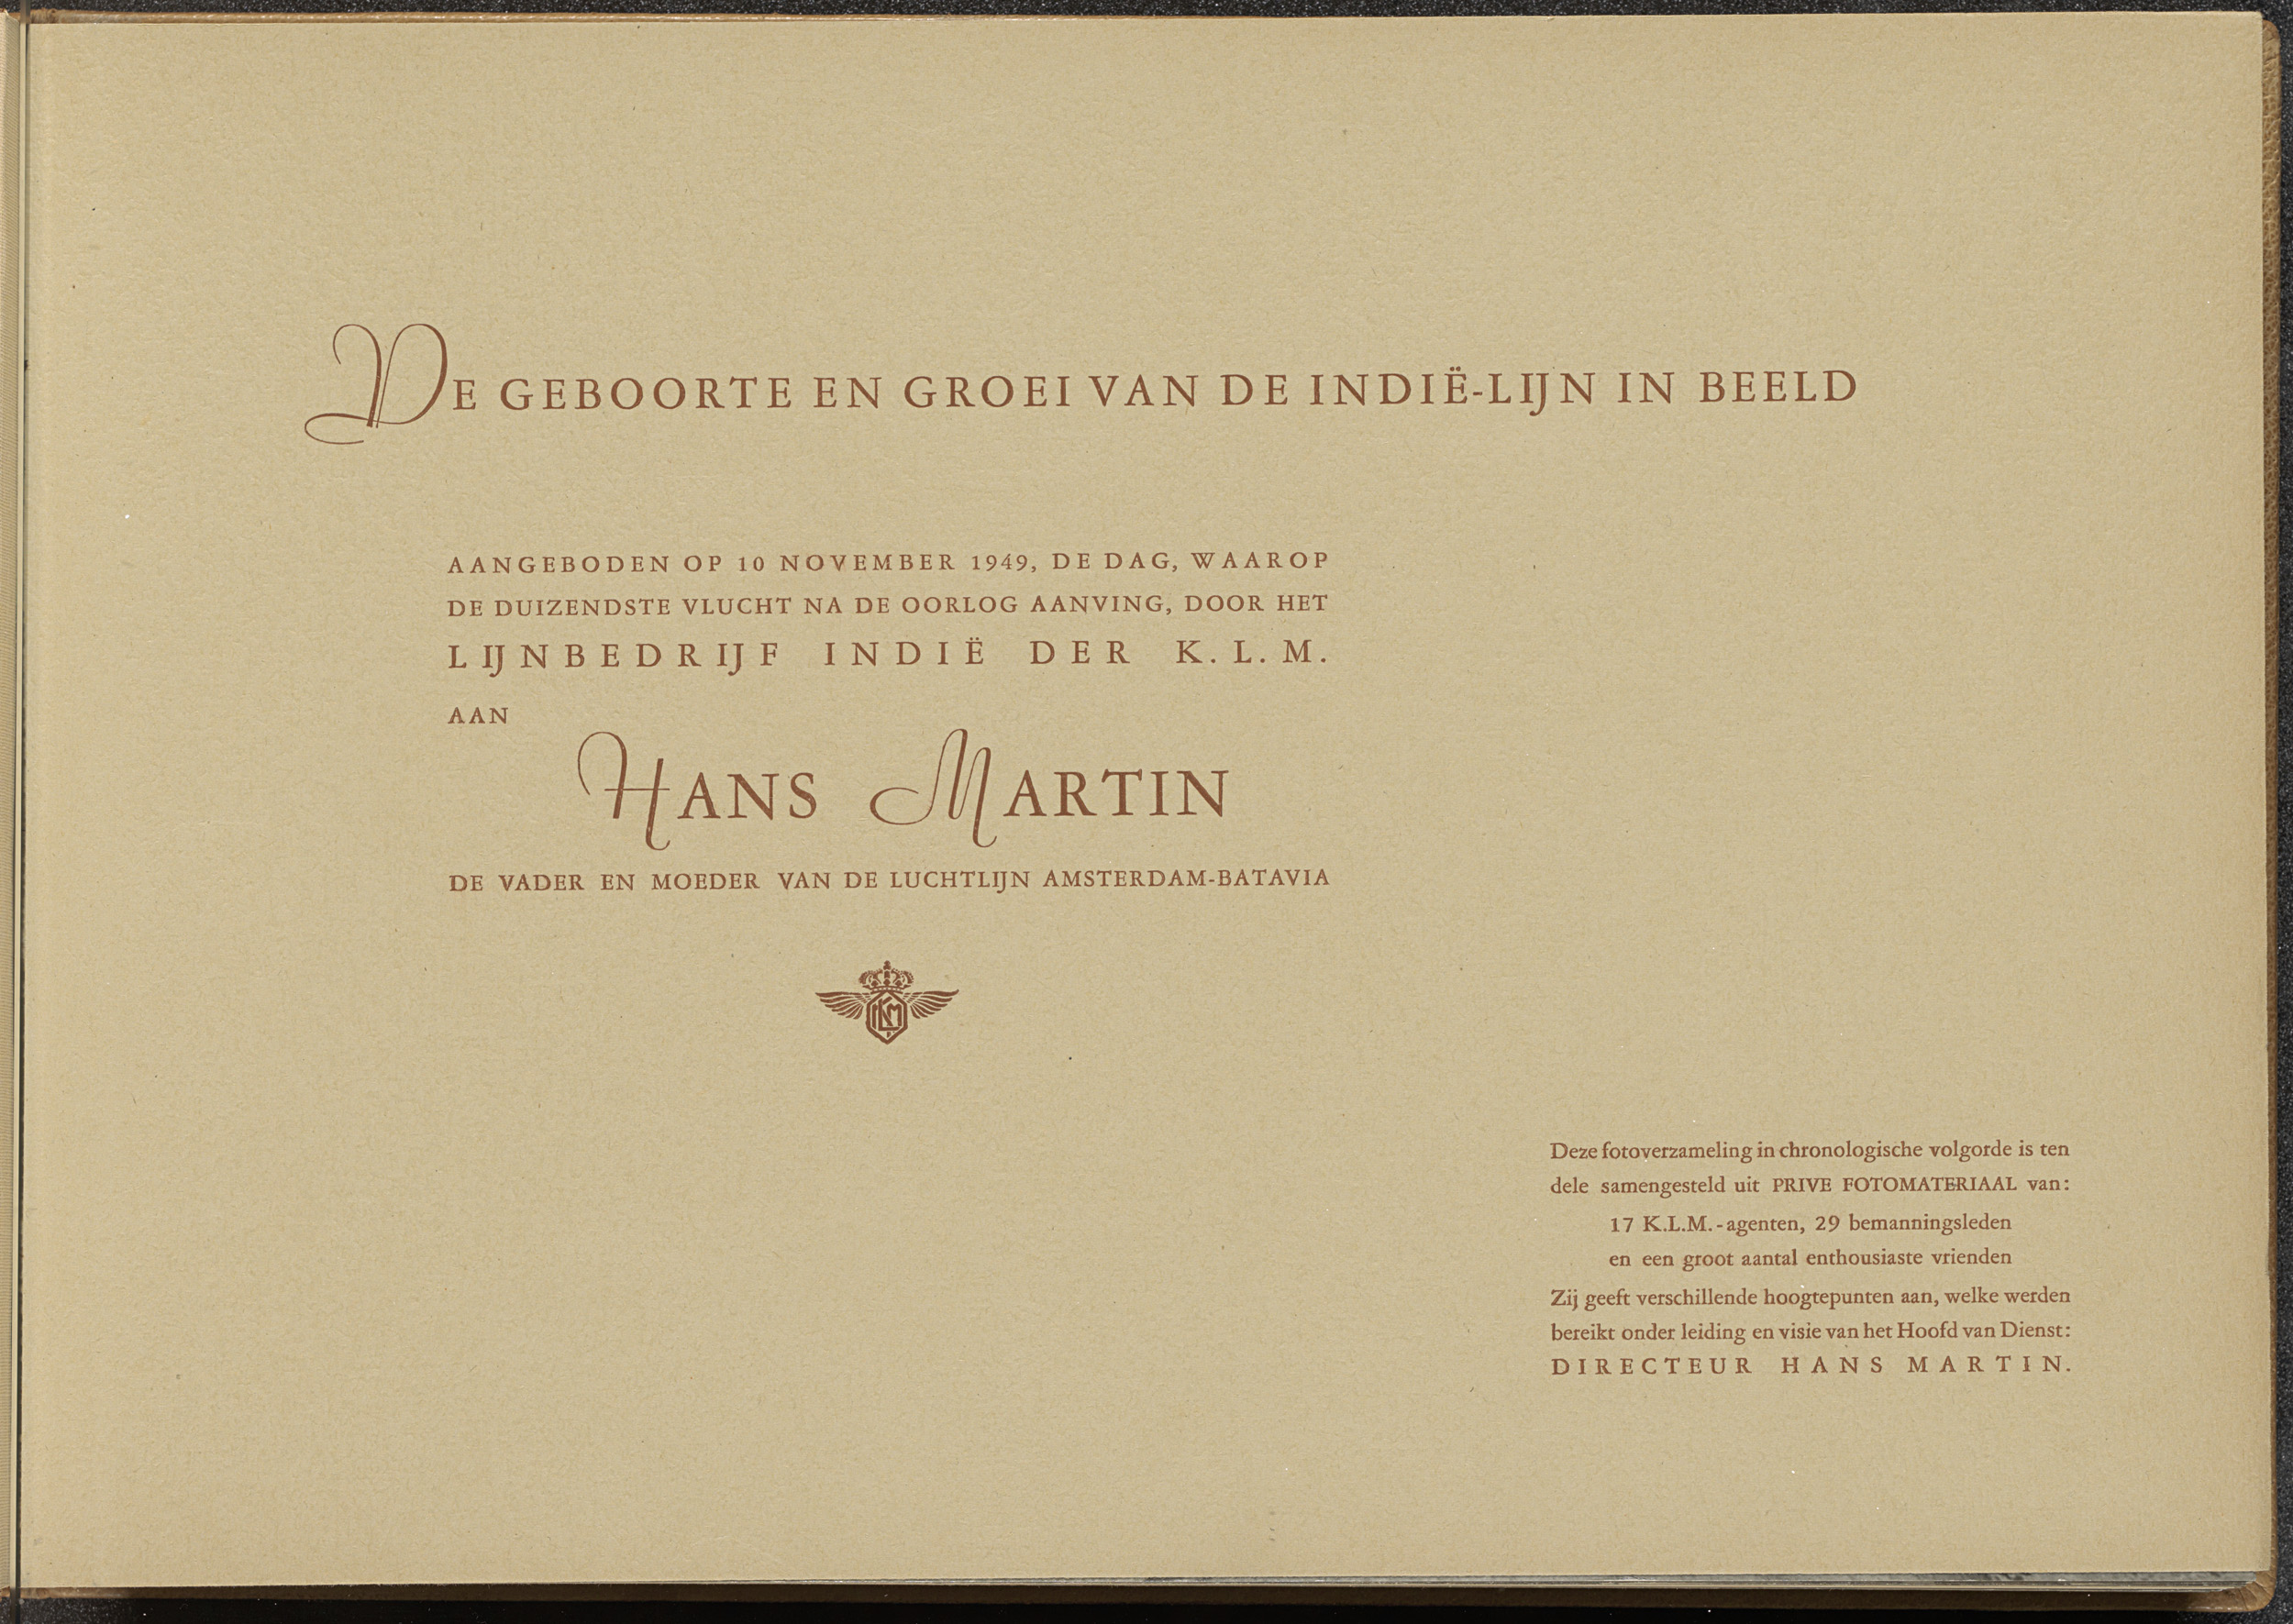 DE GEBOORTE EN GROEI VAN DE INDIË-LIJN IN BEELD
AANGEBODEN OP 10 NOVEMBER 1949, DE DAG, WAAROP
DE DUIZENDSTE VLUCHT NA DE OORLOG AANVING, DOOR HET
LIJNBEDRIJF INDIË DER K.L.M.
AAN
HANS MARTIN
DE VADER EN MOEDER VAN DE LUCHTLIJN AMSTERDAM-BATAVIA
KLM
Deze fotoverzameling in chronologische volgorde is ten
dele samengesteld uit PRIVE FOTOMATERIAAL van:
17 K.L.M.-agenten, 29 bemanningsleden
en een groot aantal enthousiaste vrienden
Zij geeft verschillende hoogtepunten aan, welke werden
bereikt onder leiding en visie van het Hoofd van Dienst:
DIRECTEUR HANS MARTIN.